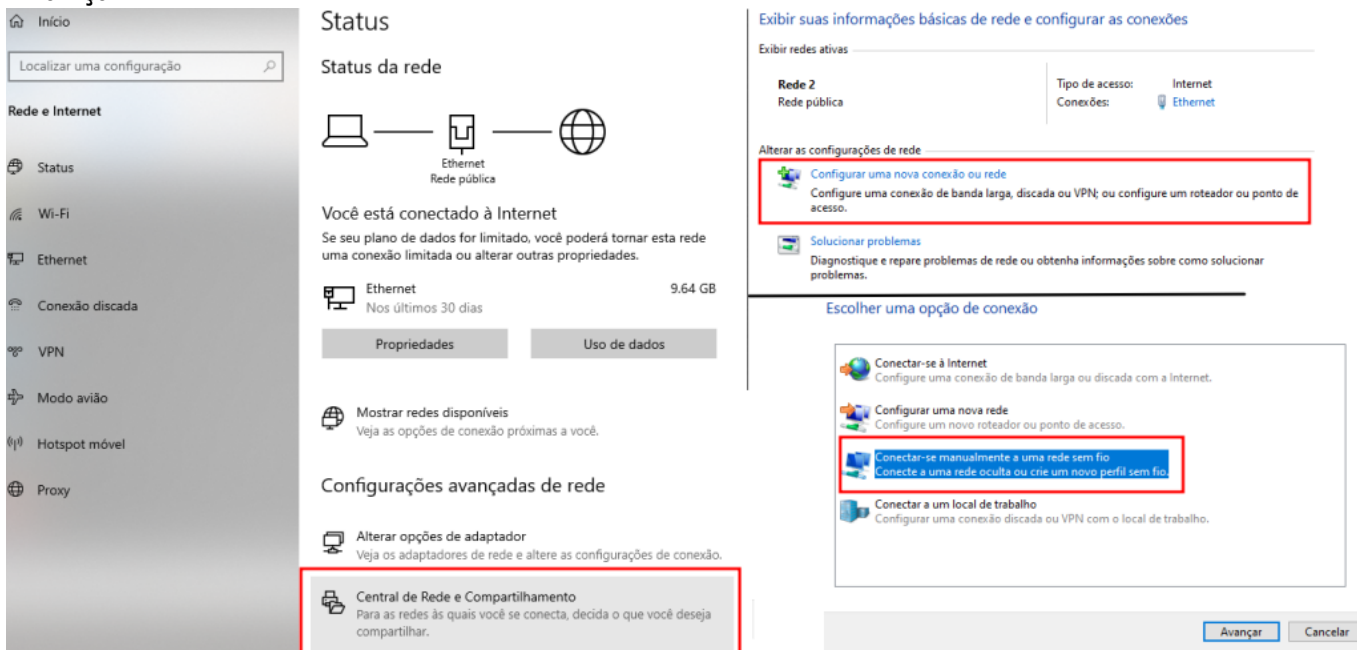 Início
Localizar uma configuração
Rede e Internet
Status
Wi-Fi
Ethernet
Conexão discada
VPN
Modo avião
Hotspot móvel
Proxy
Status
Status da rede
Ethernet
Rede pública
Você está conectado à Internet
Se seu plano de dados for limitado, você poderá tornar esta rede
uma conexão limitada ou alterar outras propriedades.
Ethernet 9.64 GB
Nos últimos 30 dias
Propriedades Uso de dados
Mostrar redes disponíveis
Veja as opções de conexão próximas a você.
Configurações avançadas de rede
Alterar opções de adaptador
Veja os adaptadores de rede e altere as configurações de conexão.
Central de Rede e Compartilhamento
Para as redes às quais você se conecta, decida o que você deseja
compartilhar.
Exibir suas informações básicas de rede e configurar as conexões
Exibir redes ativas
Rede 2 Tipo de acesso: Internet
Rede pública Conexões: Ethernet
Alterar as configurações de rede
Configurar uma nova conexão ou rede
Configure uma conexão de banda larga, discada ou VPN; ou configure um roteador ou ponto de
acesso.
Solucionar problemas
Diagnostique e repare problemas de rede ou obtenha informações sobre como solucionar
problemas.
Escolher uma opção de conexão
Conectar-se à Internet
Configure uma conexão de banda larga ou discada com a Internet.
Configurar uma nova rede
Configure um novo roteador ou ponto de acesso.
Conectar-se manualmente a uma rede sem fio
Conecte a uma rede oculta ou crie um novo perfil sem fio.
Conectar a um local de trabalho
Configurar uma conexão discada ou VPN com o local de trabalho.
Avançar Cancelar